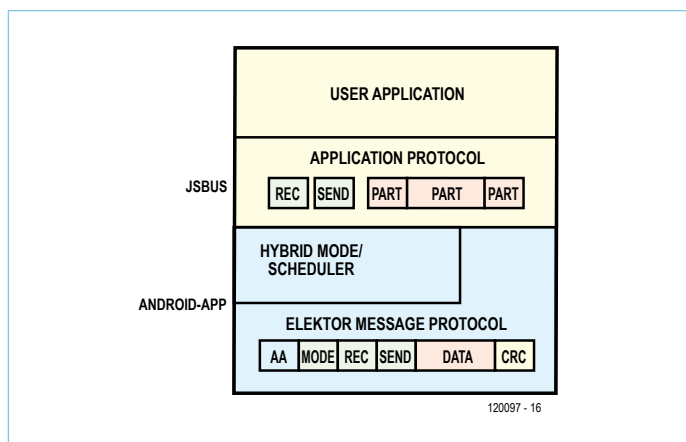 USER APPLICATION
APPLICATION PROTOCOL
JSBUS
REC SEND PART PART PART
HYBRID MODE/
SCHEDULER
ANDROID-APP
ELEKTOR MESSAGE PROTOCOL
AA MODE REC SEND DATA CRC
120097 - 16